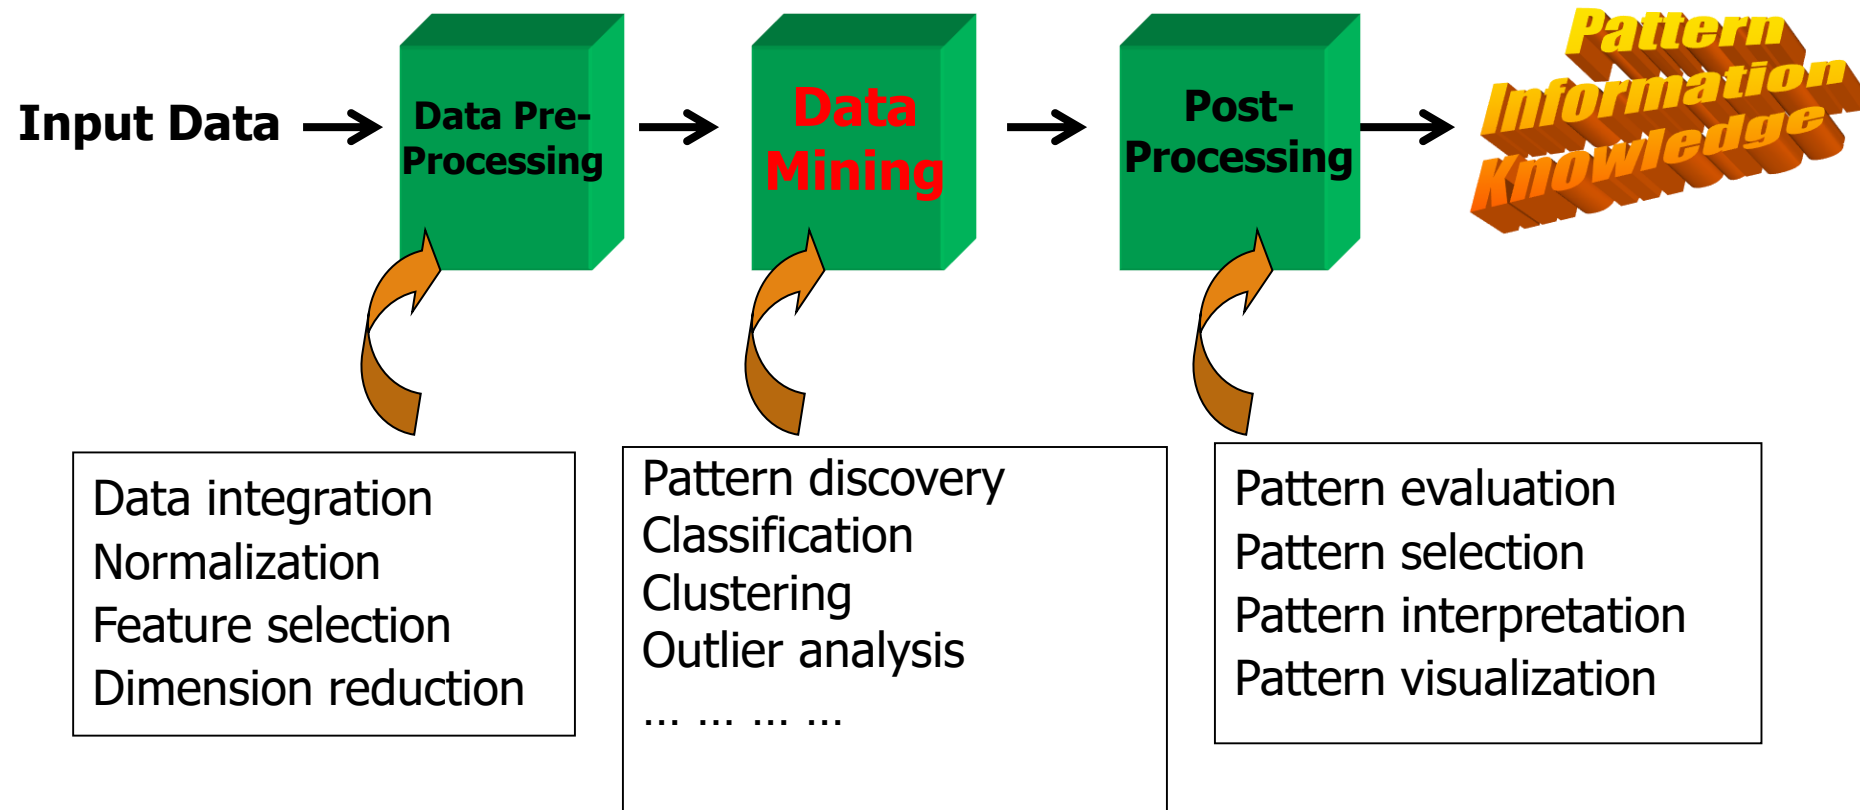 Input Data
Data Pre-
Processing
Data
Mining
Post-
Processing
Pattern
Information
Knowledge
Data integration
Normalization
Feature selection
Dimension reduction
Pattern discovery
Classification
Clustering
Outlier analysis
… … … …
Pattern evaluation
Pattern selection
Pattern interpretation
Pattern visualization